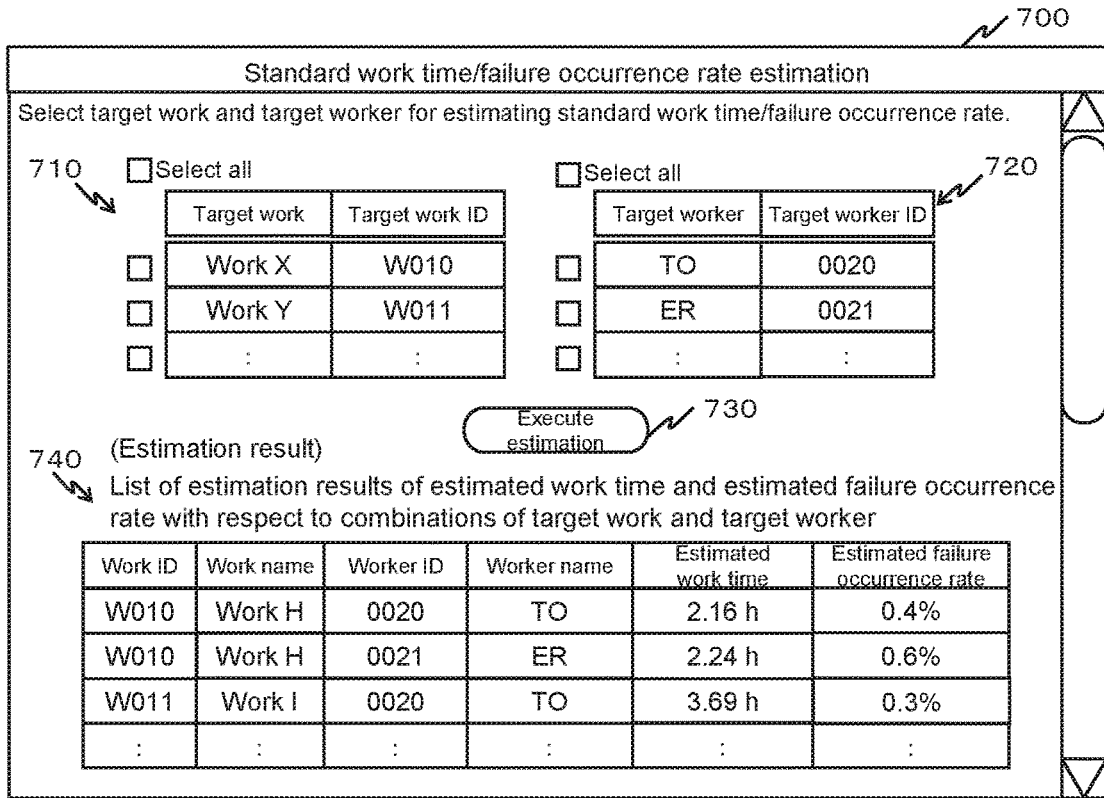 700
Standard work time/failure occurrence rate estimation
Select target work and target worker for estimating standard work time/failure occurrence rate.
710
Select all
Target work Target work ID
Work X W010
Work Y W011
: :
Select all
720
Target worker Target worker ID
TO 0020
ER 0021
: :
Execute
estimation
730
(Estimation result)
740
List of estimation results of estimated work time and estimated failure occurrence
rate with respect to combinations of target work and target worker
Work ID Work name Worker ID Worker name Estimated work time Estimated failure occurrence rate
W010 Work H 0020 TO 2.16 h 0.4%
W010 Work H 0021 ER 2.24 h 0.6%
W011 Work I 0020 TO 3.69 h 0.3%
: : : : : :